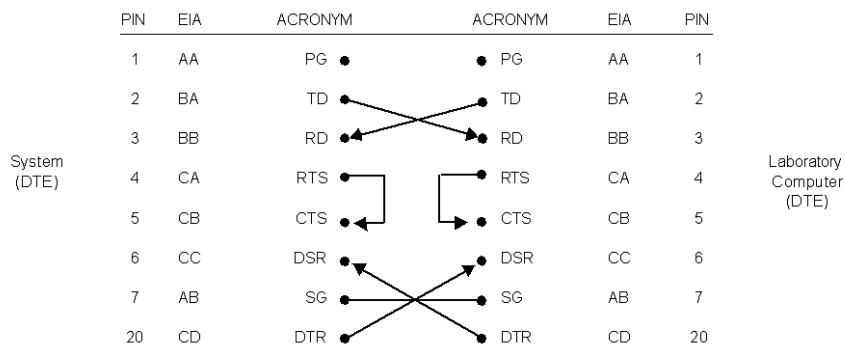 PIN EIA ACRONYM ACRONYM EIA PIN
1 AA PG PG AA 1
2 BA TD TD BA 2
3 BB RD RD BB 3
System
(DTE)
Laboratory
Computer
(DTE)
4 CA RTS RTS CA 4
5 CB CTS CTS CB 5
6 CC DSR DSR CC 6
7 AB SG SG AB 7
20 CD DTR DTR CD 20